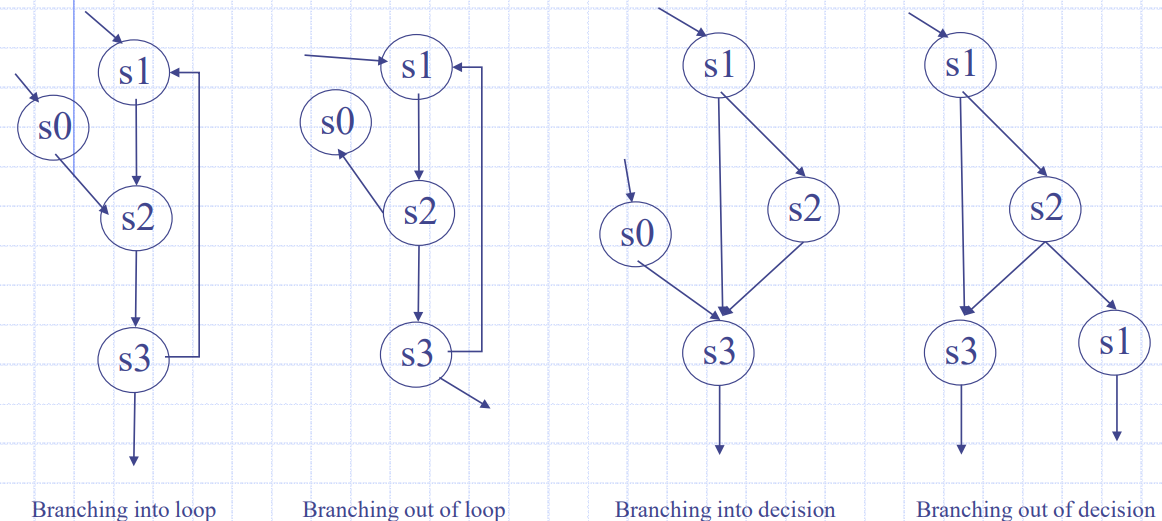 s1
s0
s2
s3
Branching into loop
s1
s0
s2
s3
Branching out of loop
s1
s2
s0
s3
Branching into decision
s1
s2
s3
s1
Branching out of decision